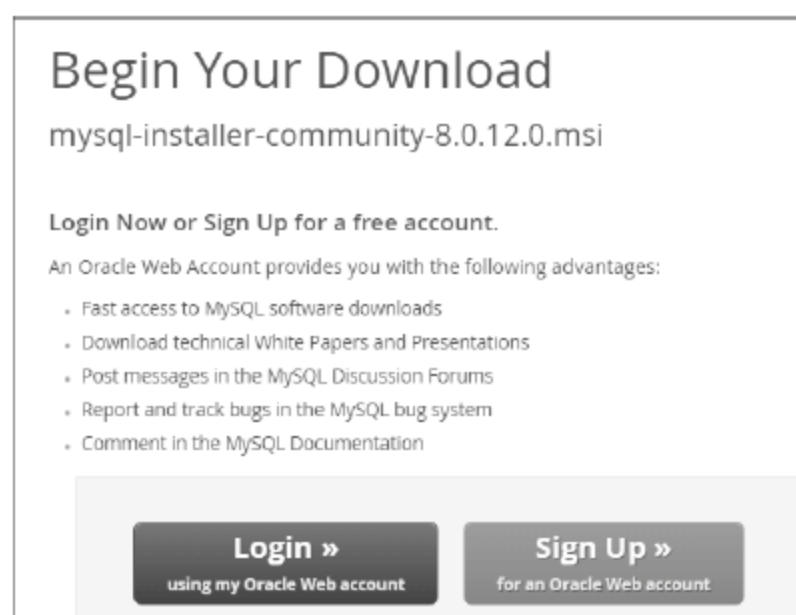 Begin Your Download
mysql-installer-community-8.0.12.0.msi
Login Now or Sign Up for a free account.
An Oracle Web Account provides you with the following advantages:
• Fast access to MySQL software downloads
• Download technical White Papers and Presentations
• Post messages in the MySQL Discussion Forums
• Report and track bugs in the MySQL bug system
• Comment in the MySQL Documentation
Login »
using my Oracle Web account
Sign Up »
for an Oracle Web account